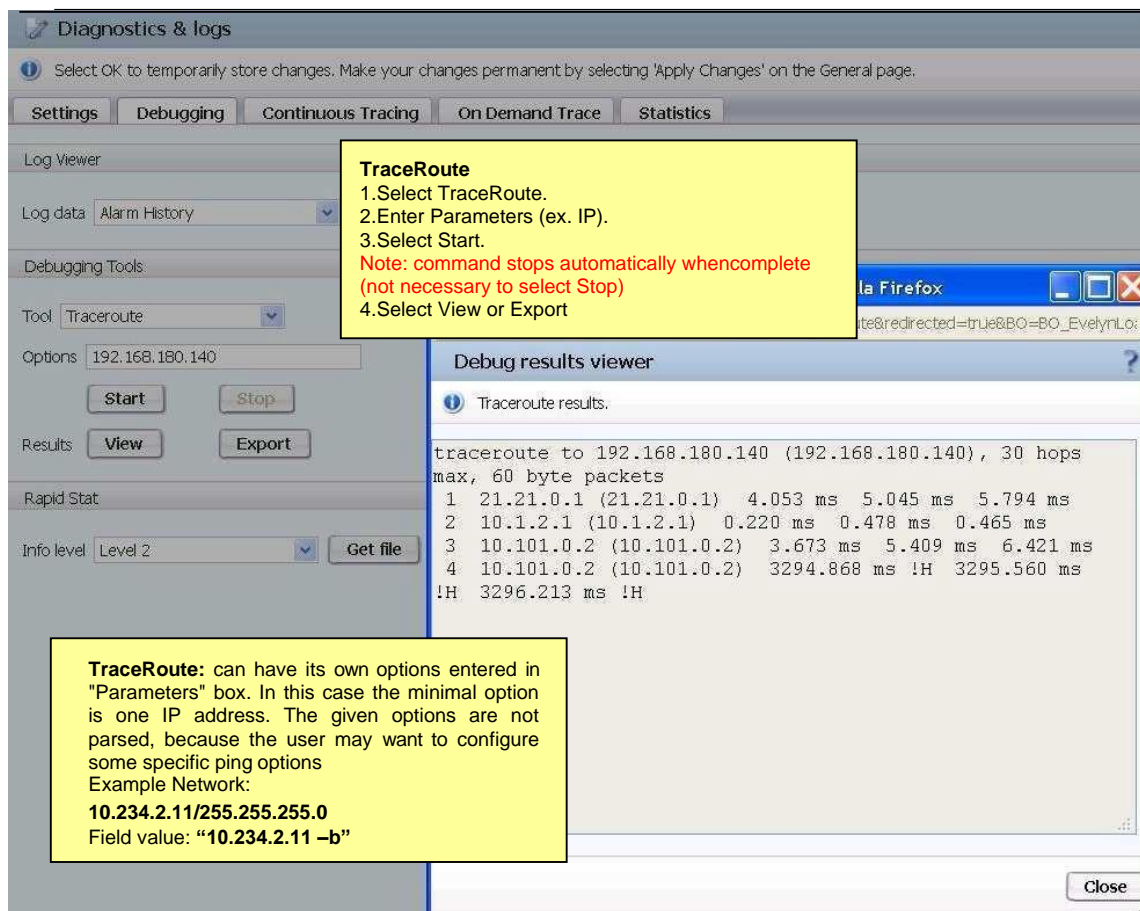 Diagnostics & logs
Select OK to temporarily store changes. Make your changes permanent by selecting 'Apply Changes' on the General page.
Settings Debugging Continuous Tracing On Demand Trace Statistics
Log Viewer
Log data Alarm History
TraceRoute
1.Select TraceRoute.
2.Enter Parameters (ex. IP).
3.Select Start.
Note: command stops automatically whencomplete
(not necessary to select Stop)
4.Select View or Export
Debugging Tools
Tool Traceroute
Options 192.168.180.140
Start Stop
Results View Export
Rapid Stat
Info level Level 2 Get file
la Firefox
ite&redirected=true&BO=BO_EvelynLoa
Debug results viewer ?
Traceroute results.
traceroute to 192.168.180.140 (192.168.180.140), 30 hops
max, 60 byte packets
1 21.21.0.1 (21.21.0.1) 4.053 ms 5.045 ms 5.794 ms
2 10.1.2.1 (10.1.2.1) 0.220 ms 0.478 ms 0.465 ms
3 10.101.0.2 (10.101.0.2) 3.673 ms 5.409 ms 6.421 ms
4 10.101.0.2 (10.101.0.2) 3294.868 ms !H 3295.560 ms
!H 3296.213 ms !H
TraceRoute: can have its own options entered in
"Parameters" box. In this case the minimal option
is one IP address. The given options are not
parsed, because the user may want to configure
some specific ping options
Example Network:
10.234.2.11/255.255.255.0
Field value: “10.234.2.11 –b”
Close